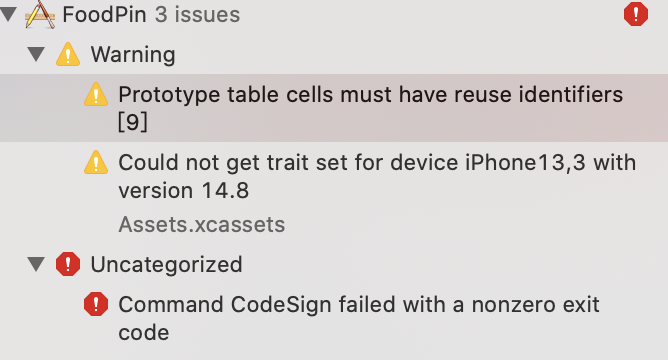 FoodPin 3 issues
Warning
Prototype table cells must have reuse identifiers
[9]
Could not get trait set for device iPhone13,3 with
version 14.8
Assets.xcassets
Uncategorized
Command CodeSign failed with a nonzero exit
code